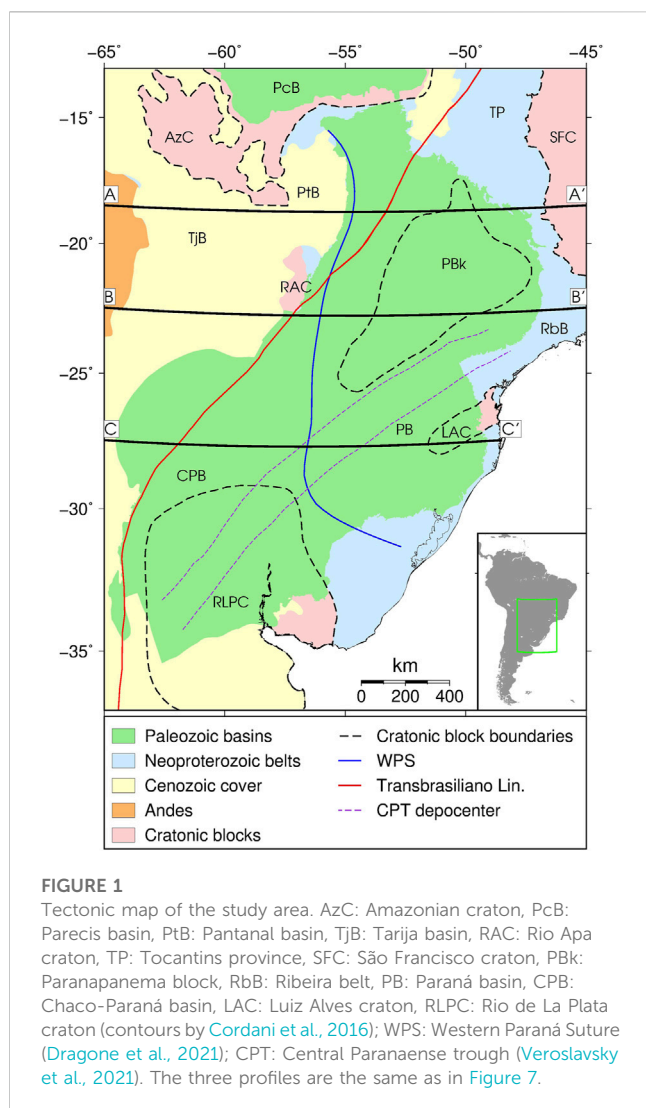 −65˚ −60˚ −55˚ −50˚ −45˚
PcB
TP
−15˚
AzC
SFC
PtB
A A’
TjB
−20˚
PBk
RAC
B B’
RbB
−25˚
C PB LAC C’
CPB
−30˚
RLPC
−35˚
km
0 200 400
Paleozoic basins
Neoproterozoic belts
Cenozoic cover
Andes
Cratonic blocks
Cratonic block boundaries
WPS
Transbrasiliano Lin.
CPT depocenter
FIGURE 1
Tectonic map of the study area. AzC: Amazonian craton, PcB:
Parecis basin, PtB: Pantanal basin, TjB: Tarija basin, RAC: Rio Apa
craton, TP: Tocantins province, SFC: São Francisco craton, PBk:
Paranapanema block, RbB: Ribeira belt, PB: Paraná basin, CPB:
Chaco-Paraná basin, LAC: Luiz Alves craton, RLPC: Rio de La Plata
craton (contours by Cordani et al., 2016); WPS: Western Paraná Suture
(Dragone et al., 2021); CPT: Central Paranaense trough (Veroslavsky
et al., 2021). The three profiles are the same as in Figure 7.